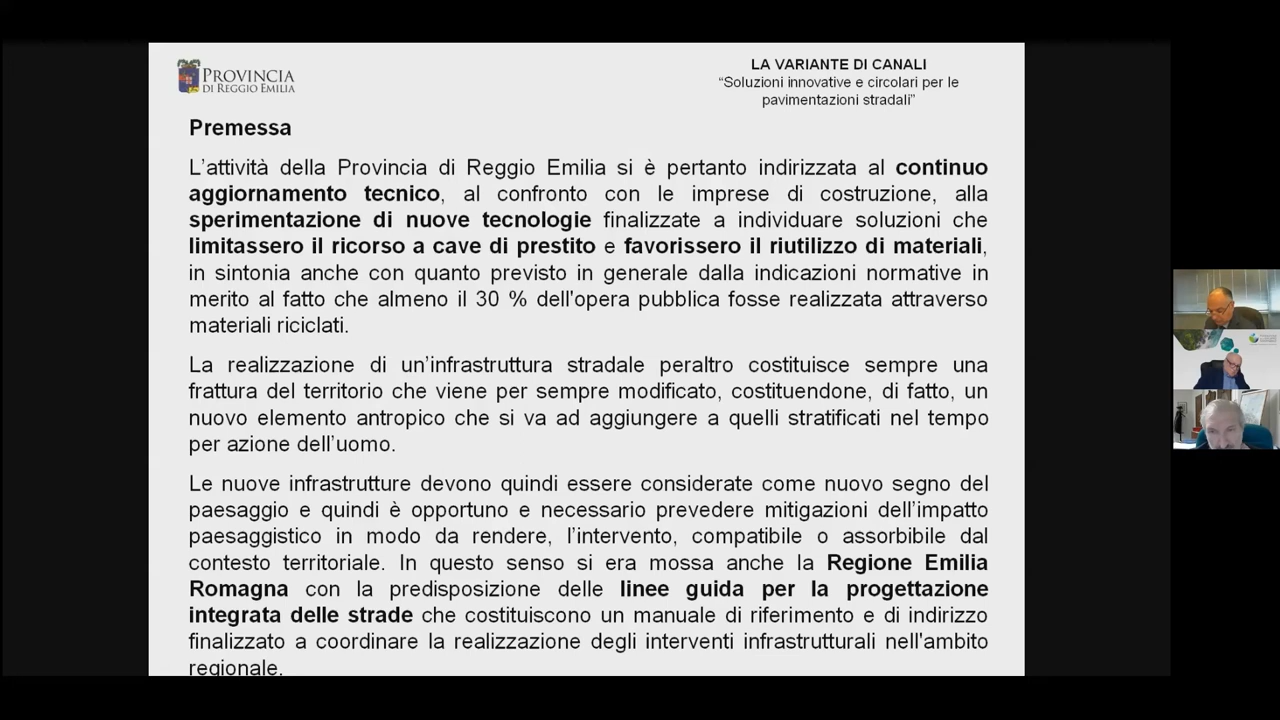 PROVINCIA
DI REGGIO EMILIA
LA VARIANTE DI CANALI
“Soluzioni innovative e circolari per le
pavimentazioni stradali”
Premessa
L’attività della Provincia di Reggio Emilia si è pertanto indirizzata al continuo
aggiornamento tecnico, al confronto con le imprese di costruzione, alla
sperimentazione di nuove tecnologie finalizzate a individuare soluzioni che
limitassero il ricorso a cave di prestito e favorissero il riutilizzo di materiali,
in sintonia anche con quanto previsto in generale dalla indicazioni normative in
merito al fatto che almeno il 30 % dell'opera pubblica fosse realizzata attraverso
materiali riciclati.
La realizzazione di un’infrastruttura stradale peraltro costituisce sempre una
frattura del territorio che viene per sempre modificato, costituendone, di fatto, un
nuovo elemento antropico che si va ad aggiungere a quelli stratificati nel tempo
per azione dell’uomo.
Le nuove infrastrutture devono quindi essere considerate come nuovo segno del
paesaggio e quindi è opportuno e necessario prevedere mitigazioni dell’impatto
paesaggistico in modo da rendere, l’intervento, compatibile o assorbibile dal
contesto territoriale. In questo senso si era mossa anche la Regione Emilia
Romagna con la predisposizione delle linee guida per la progettazione
integrata delle strade che costituiscono un manuale di riferimento e di indirizzo
finalizzato a coordinare la realizzazione degli interventi infrastrutturali nell'ambito
regionale.